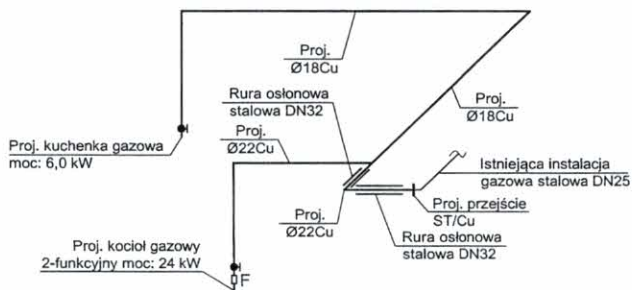 Proj.
Ø18Cu
Rura osłonowa
stalowa DN32
Proj.
Ø18Cu
Proj.
Ø22Cu
Proj. kuchenka gazowa
moc: 6,0 kW
Istniejąca instalacja
gazowa stalowa DN25
Proj.
Ø22Cu
Proj. przejście
ST/Cu
Rura osłonowa
stalowa DN32
Proj. kocioł gazowy
2-funkcyjny moc: 24 kW
F